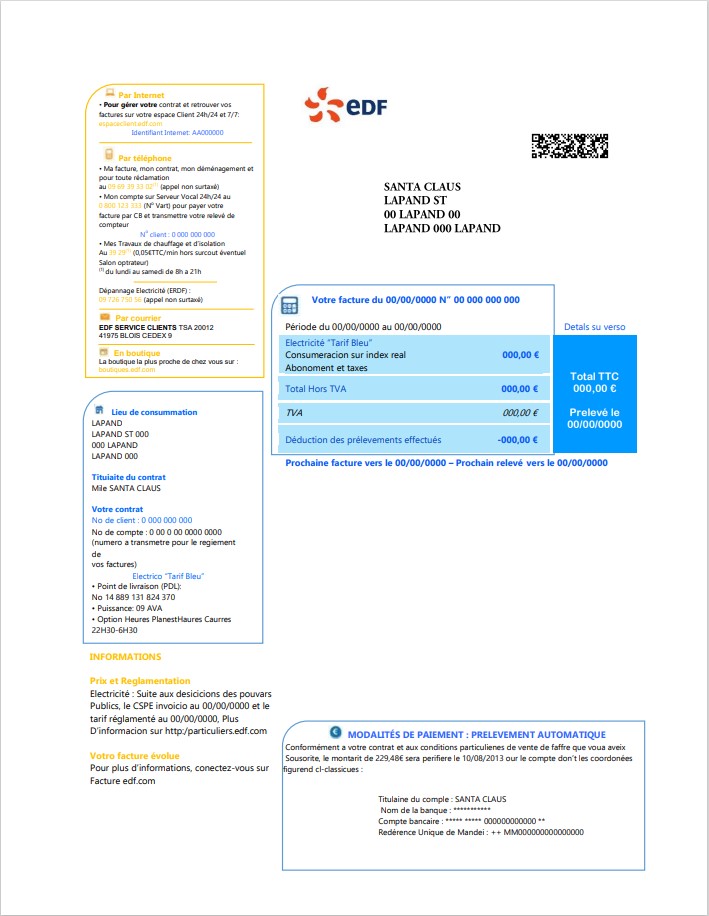 Par Internet
• Pour gérer votre contrat et retrouver vos
factures sur votre espace Client 24h/24 et 7/7:
espaceclient.edf.com
Identifiant Internet: AA000000
Par téléphone
• Ma facture, mon contrat, mon déménagement et
pour toute réclamation
au 09 69 39 33 02(1) (appel non surtaxé)
• Mon compte sur Serveur Vocal 24h/24 au
0 800 123 333 (N° Vart) pour payer votre
facture par CB et transmettre votre relevé de
compteur
N° client : 0 000 000 000
• Mes Travaux de chauffage et d'isolation
Au 39 29(1) (0,05€TTC/min hors surcout éventuel
Salon optrateur)
(1) du lundi au samedi de 8h a 21h
Dépannage Electricité (ERDF) :
09 726 750 56 (appel non surtaxé)
Par courrier
EDF SERVICE CLIENTS TSA 20012
41975 BLOIS CEDEX 9
En boutique
La boutique la plus proche de chez vous sur :
boutiques.edf.com
eDF
SANTA CLAUS
LAPAND ST
00 LAPAND 00
LAPAND 000 LAPAND
Votre facture du 00/00/0000 N" 00 000 000 000
Période du 00/00/0000 au 00/00/0000
Detals su verso
Electricité "Tarif Bleu"
Consumeracion sur index real 000,00 €
Abonoment et taxes
Total Hors TVA 000,00 €
TVA 000,00 €
Déduction des prélevements effectués -000,00 €
Total TTC
000,00 €
Prelevé le
00/00/0000
Prochaine facture vers le 00/00/0000 – Prochain relevé vers le 00/00/0000
Lieu de consummation
LAPAND
LAPAND ST 000
000 LAPAND
LAPAND 000
Tituiaite du contrat
Mile SANTA CLAUS
Votre contrat
No de client : 0 000 000 000
No de compte : 0 00 0 00 0000 0000
(numero a transmetre pour le regiement
de
vos factures)
Electrico "Tarif Bleu"
• Point de livraison (PDL):
No 14 889 131 824 370
• Puissance: 09 AVA
• Option Heures PlanestHaures Caurres
22H30-6H30
INFORMATIONS
Prix et Reglamentation
Electricité : Suite aux desicicions des pouvars
Publics, le CSPE invoicio au 00/00/0000 et le
tarif réglamenté au 00/00/0000, Plus
D'informacion sur http:/particuliers.edf.com
Votro facture évolue
Pour plus d'informations, conectez-vous sur
Facture edf.com
MODALITÉS DE PAIEMENT : PRELEVEMENT AUTOMATIQUE
Conformément a votre contrat et aux conditions particulienes de vente de faffre que voua aveix
Sousorite, le montarit de 229,48€ sera perifiere le 10/08/2013 our le compte don't les coordonées
figurend cl-classicues :
Titulaine du comple : SANTA CLAUS
Nom de la banque : ***********
Compte bancaire : ***** ***** 000000000000 **
Redérence Unique de Mandei : ++ MM000000000000000